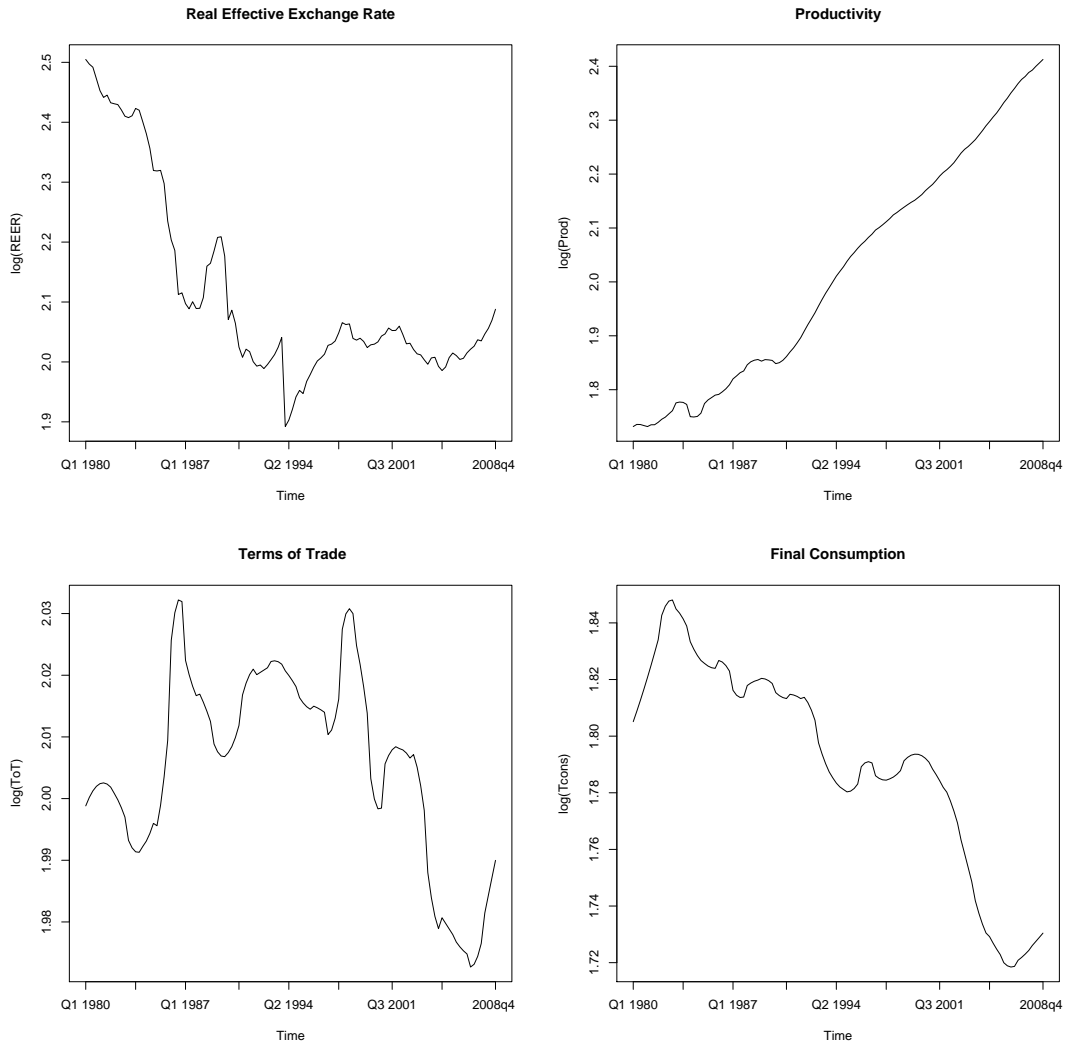 Real Effective Exchange Rate
log(REER)
2.5
2.4
2.3
2.2
2.1
2.0
1.9
Q1 1980 Q1 1987 Q2 1994 Q3 2001 2008q4
Time
Productivity
log(Prod)
2.4
2.3
2.2
2.1
2.0
1.9
1.8
Q1 1980 Q1 1987 Q2 1994 Q3 2001 2008q4
Time
Terms of Trade
log(ToT)
2.03
2.02
2.01
2.00
1.99
1.98
Q1 1980 Q1 1987 Q2 1994 Q3 2001 2008q4
Time
Final Consumption
log(Tcons)
1.84
1.82
1.80
1.78
1.76
1.74
1.72
Q1 1980 Q1 1987 Q2 1994 Q3 2001 2008q4
Time